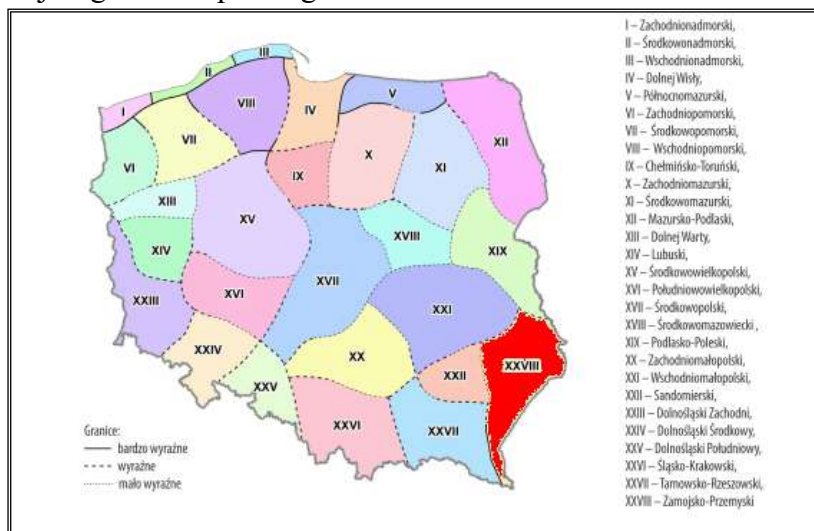 I – Zachodnionadmorski,
II – Środkowonadmorski,
III – Wschodnionadmorski,
IV – Dolnej Wisły,
V – Północnomazurski,
VI – Zachodniopomorski,
VII – Środkowopomorski,
VIII – Wschodniopomorski,
IX – Chełmińsko-Toruński,
X – Zachodniomazurski,
XI – Środkowomazurski,
XII – Mazursko-Podlaski,
XIII – Dolnej Warty,
XIV – Lubuski,
XV – Środkowowielkopolski,
XVI – Południowowielkopolski,
XVII – Środkowopolski,
XVIII – Środkowomazowiecki,
XIX – Podlasko-Poleski,
XX – Zachodniomałopolski,
XXI – Wschodniomałopolski,
XXII – Sandomierski,
XXIII – Dolnośląski Zachodni,
XXIV – Dolnośląski Środkowy,
XXV – Dolnośląski Południowy,
XXVI – Śląsko-Krakowski,
XXVII – Tarnowsko-Rzeszowski,
XXVIII – Zamojsko-Przemyski
I
II
III
IV
V
VI
VII
VIII
IX
X
XI
XII
XIII
XIV
XV
XVI
XVII
XVIII
XIX
XX
XXI
XXII
XXIII
XXIV
XXV
XXVI
XXVII
XXVIII
Granice:
bardzo wyraźne
wyraźne
mało wyraźne